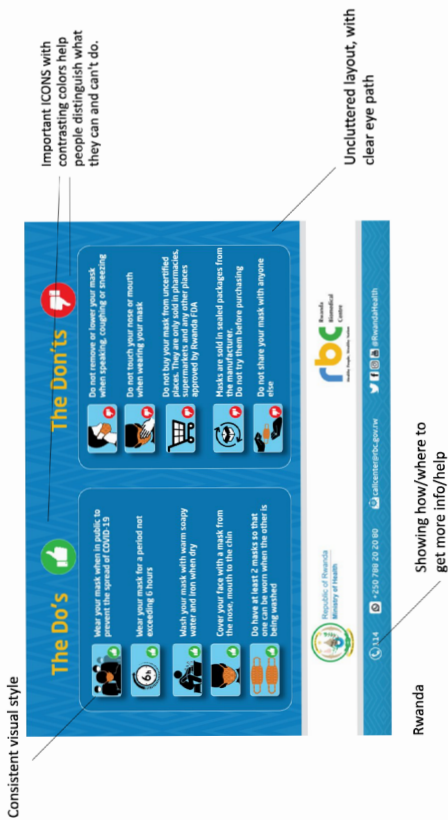 Consistent visual style
Important ICONS with
contrasting colors help
people distinguish what
they can and can't do.
The Do's
Wear your mask when in public to
prevent the spread of COVID-19
6h
Wear your mask for a period not
exceeding 6 hours
Wash your mask with warm soapy
water and iron when dry
Cover your face with a mask from
the nose, mouth to the chin
Do have at least 2 masks so that
one can be worn when the other is
being washed
The Don'ts
Do not remove or lower your mask
when speaking, coughing or sneezing
Do not touch your nose or mouth
when wearing your mask
Do not buy your mask from uncertified
places. They are only sold in pharmacies,
supermarkets and any other places
approved by Rwanda FDA
Masks are sold in sealed packages from
the manufacturer.
Do not try them before purchasing
Do not share your mask with anyone
else
Republic of Rwanda
Ministry of Health
rbc
Rwanda
Biomedical
Centre
Healthy People, Wealthy Nation
114
+250 788 20 20 80
callcenter@rbc.gov.rw
@RwandaHealth
Uncluttered layout, with
clear eye path
Rwanda
Showing how/where to
get more info/help